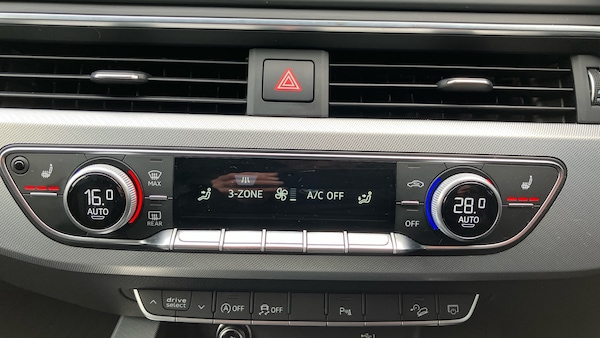 16.0
AUTO
MAX
REAR
3-ZONE
A/C OFF
OFF
28.0
AUTO
drive
select
OFF
OFF
P